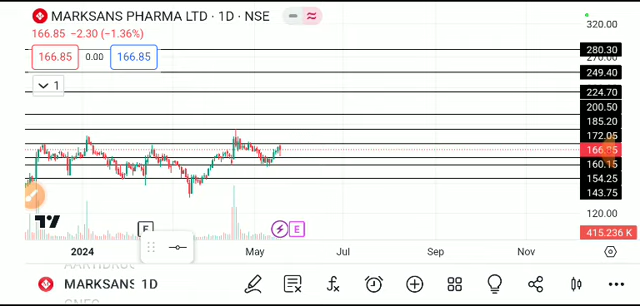 MARKSANS PHARMA LTD · 1D · NSE
166.85 −2.30 (−1.36%)
166.85 0.00 166.85
1
320.00
280.30
270.00
249.40
224.70
200.50
185.20
172.05
166.85
160.15
154.25
143.75
120.00
415.236 K
E
E
2024 May Jul Sep Nov
MARKSANS 1D